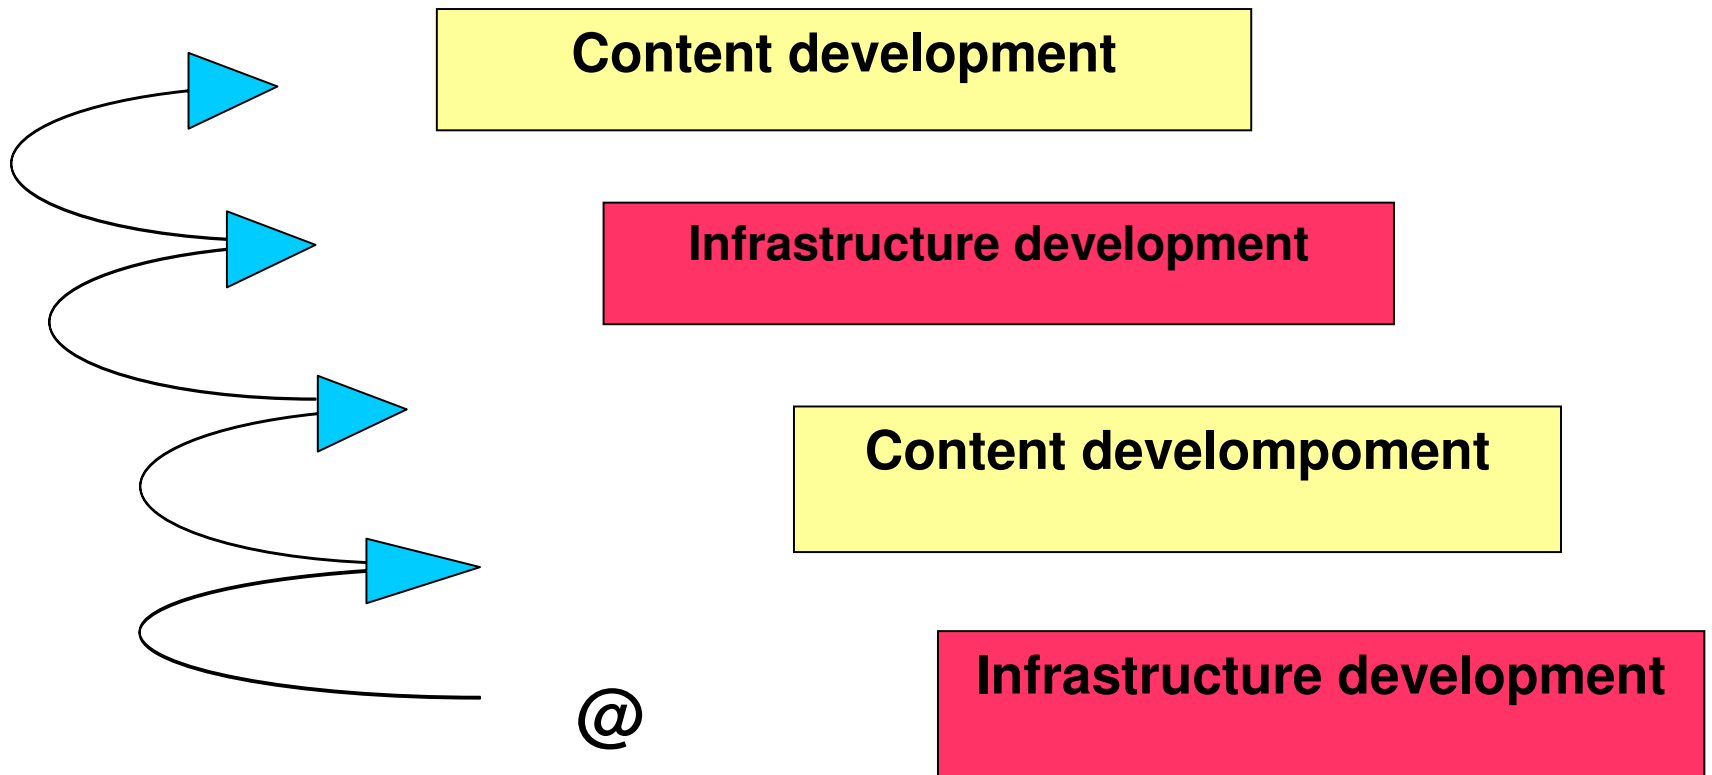 Content development
Infrastructure development
Content develompoment
Infrastructure development
@